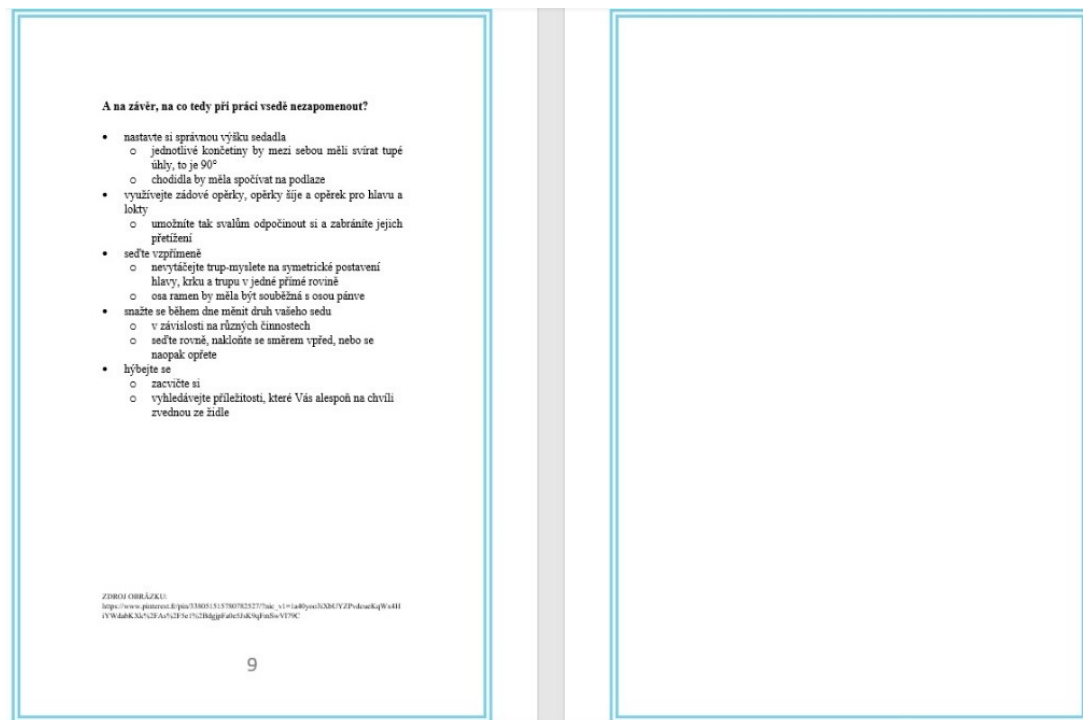 A na závěr, na co tedy při práci vsedě nezapomenout?
• nastavte si správnou výšku sedadla
o jednotlivé končetiny by mezi sebou měli svírat tupé
úhly, to je 90°
o chodidla by měla spočívat na podlaze
• využívejte zádové opěrky, opěrky šíje a opěrek pro hlavu a
lokty
o umožníte tak svalům odpočinout si a zabráníte jejich
přetížení
• seďte vzpřímeně
o nevytáčejte trup-myslete na symetrické postavení
hlavy, krku a trupu v jedné přímé rovině
o osa ramen by měla být souběžná s osou pánve
• snažte se během dne měnit druh vašeho sedu
o v závislosti na různých činnostech
o seďte rovně, nakloňte se směrem vpřed, nebo se
naopak opřete
• hýbejte se
o zacvičte si
o vyhledávejte příležitosti, které Vás alespoň na chvíli
zvednou ze židle
ZDROJ OBRÁZKU:
9